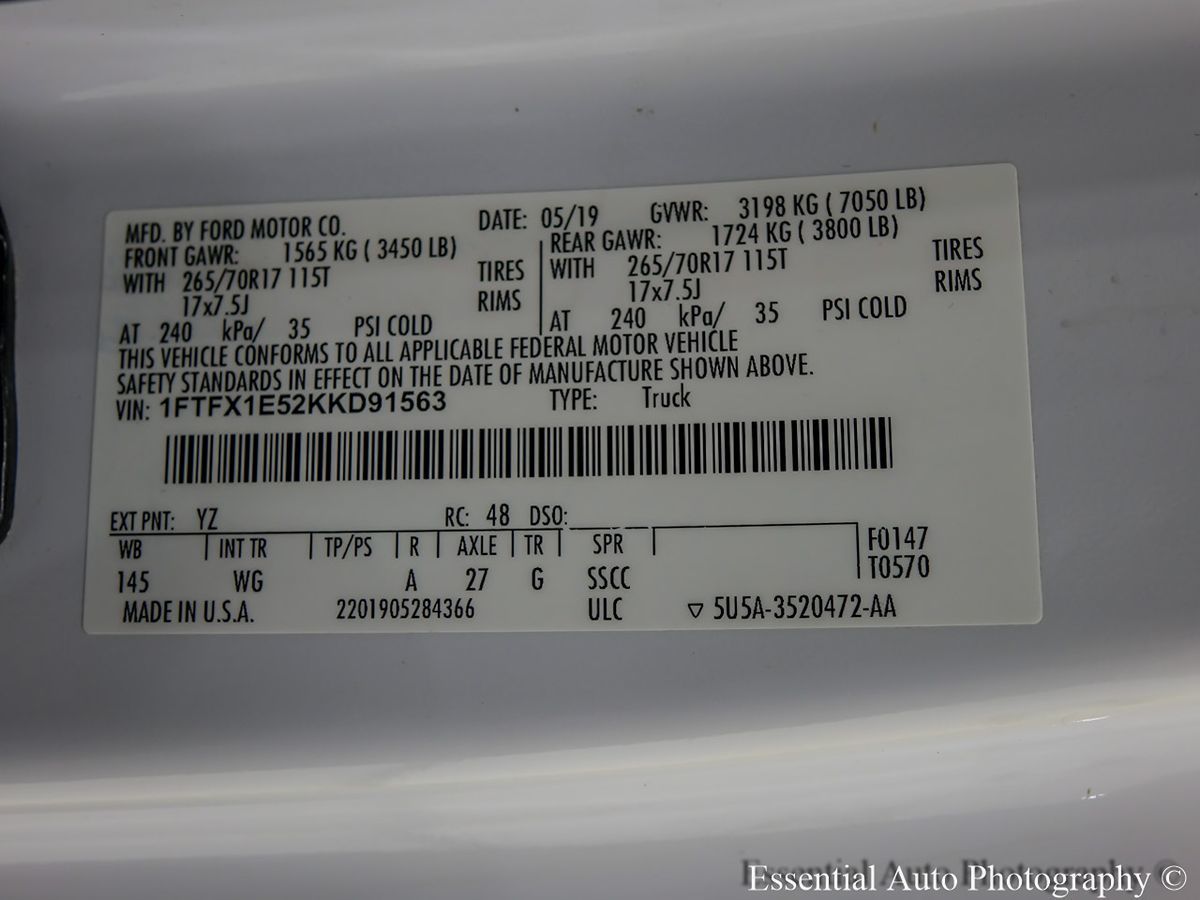 MFD. BY FORD MOTOR CO. DATE: 05/19 GVWR: 3198 KG ( 7050 LB)
FRONT GAWR: 1565 KG ( 3450 LB) REAR GAWR: 1724 KG ( 3800 LB)
WITH 265/70R17 115T TIRES WITH 265/70R17 115T TIRES
17x7.5J RIMS 17x7.5J RIMS
AT 240 kPa/ 35 PSI COLD AT 240 kPa/ 35 PSI COLD
THIS VEHICLE CONFORMS TO ALL APPLICABLE FEDERAL MOTOR VEHICLE
SAFETY STANDARDS IN EFFECT ON THE DATE OF MANUFACTURE SHOWN ABOVE.
VIN: 1FTFX1E52KKD91563 TYPE: Truck
EXT PNT: YZ RC: 48 DSO:
WB INT TR TP/PS R AXLE TR SPR F0147
145 WG A 27 G SSCC T0570
MADE IN U.S.A. 2201905284366 ULC ▽ 5U5A-3520472-AA
Essential Auto Photography ©